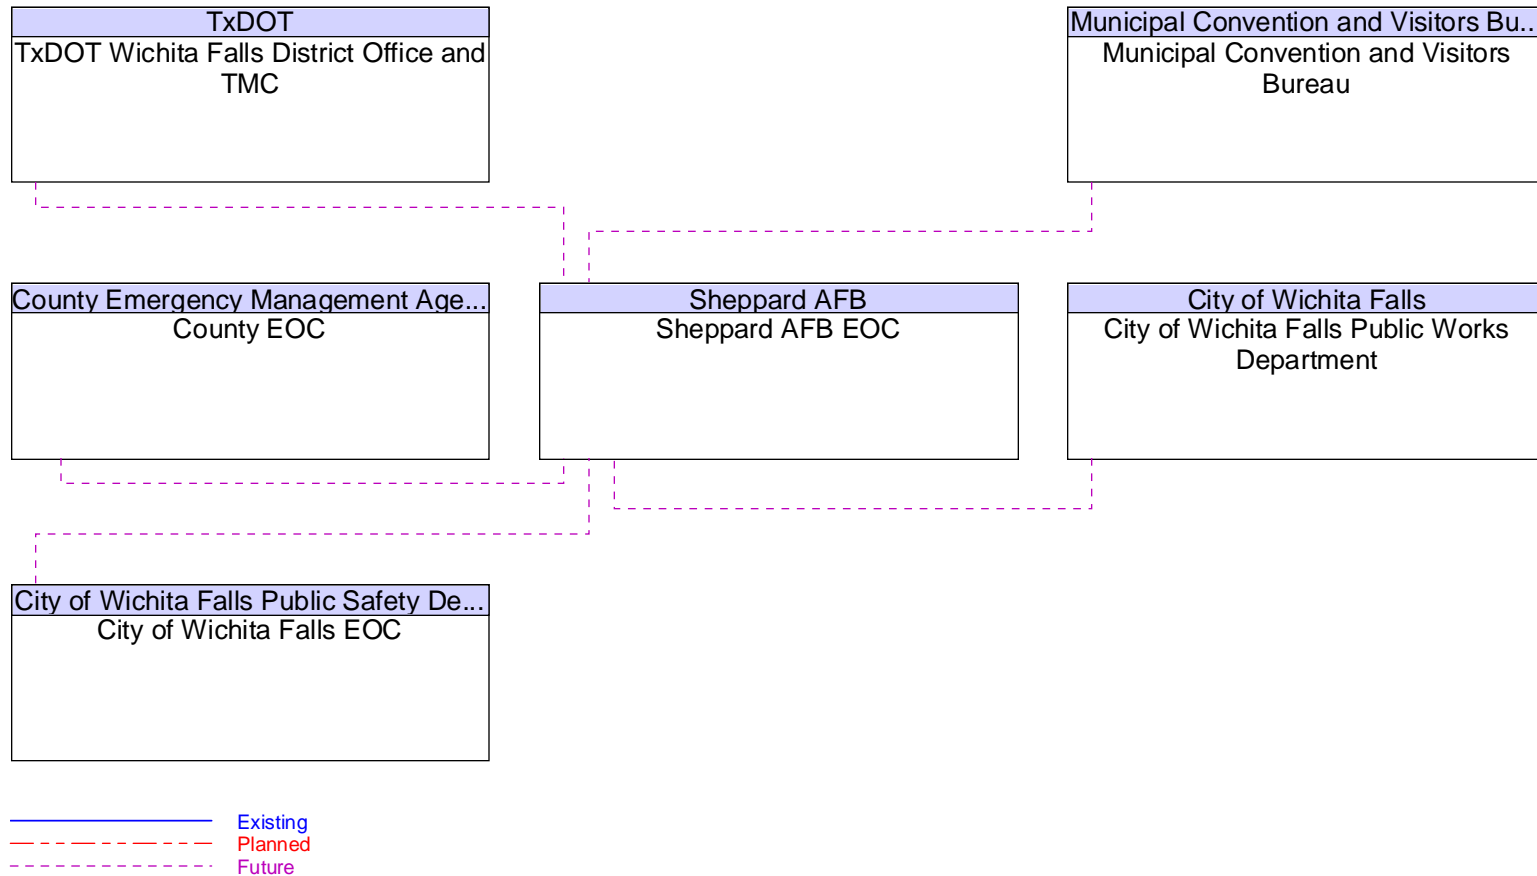 TxDOT
TxDOT Wichita Falls District Office and
TMC
Municipal Convention and Visitors Bu...
Municipal Convention and Visitors
Bureau
County Emergency Management Age...
County EOC
Sheppard AFB
Sheppard AFB EOC
City of Wichita Falls
City of Wichita Falls Public Works
Department
City of Wichita Falls Public Safety De...
City of Wichita Falls EOC
Existing
Planned
Future